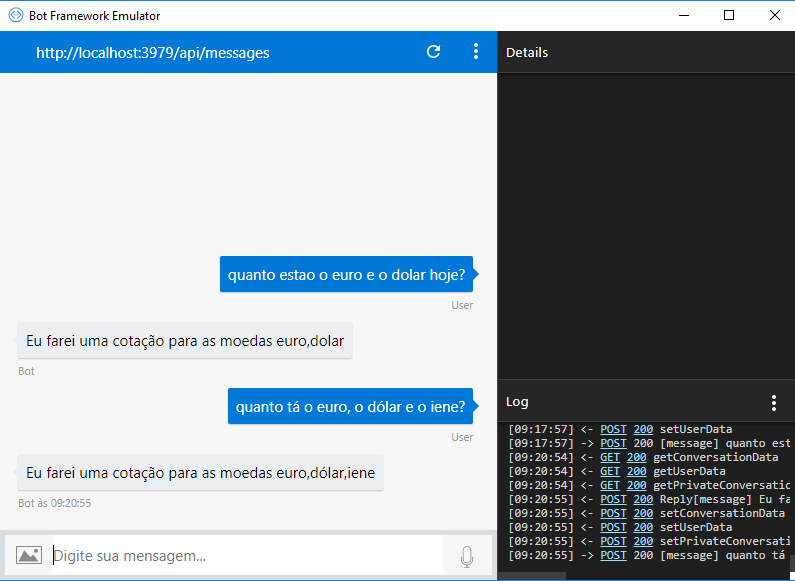 Bot Framework Emulator
http://localhost:3979/api/messages
Details
quanto estao o euro e o dolar hoje?
User
Eu farei uma cotação para as moedas euro,dolar
Bot
quanto tá o euro, o dólar e o iene?
User
Eu farei uma cotação para as moedas euro,dólar,iene
Bot às 09:20:55
Digite sua mensagem...
Log
[09:17:57] <- POST 200 setUserData
[09:17:57] -> POST 200 [message] quanto est
[09:20:54] <- GET 200 getConversationData
[09:20:54] <- GET 200 getUserData
[09:20:54] <- GET 200 getPrivateConversatio
[09:20:55] <- POST 200 Reply[message] Eu fa
[09:20:55] <- POST 200 setConversationData
[09:20:55] <- POST 200 setUserData
[09:20:55] <- POST 200 setPrivateConversati
[09:20:55] -> POST 200 [message] quanto tá